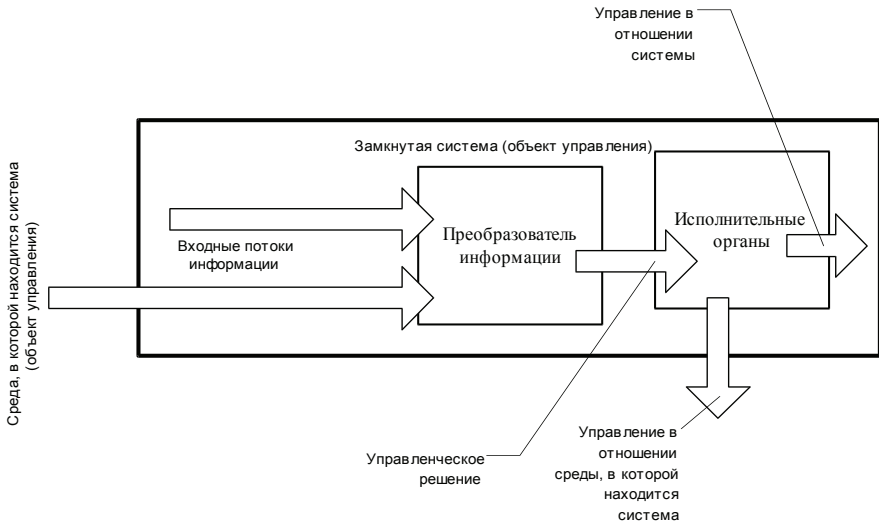 Управление в
отношении
системы
Замкнутая система (объект управления)
Среда, в которой находится система
(объект управления)
Входные потоки
информации
Преобразователь
информации
Исполнительные
органы
Управленческое
решение
Управление в
отношении
среды, в которой
находится
система